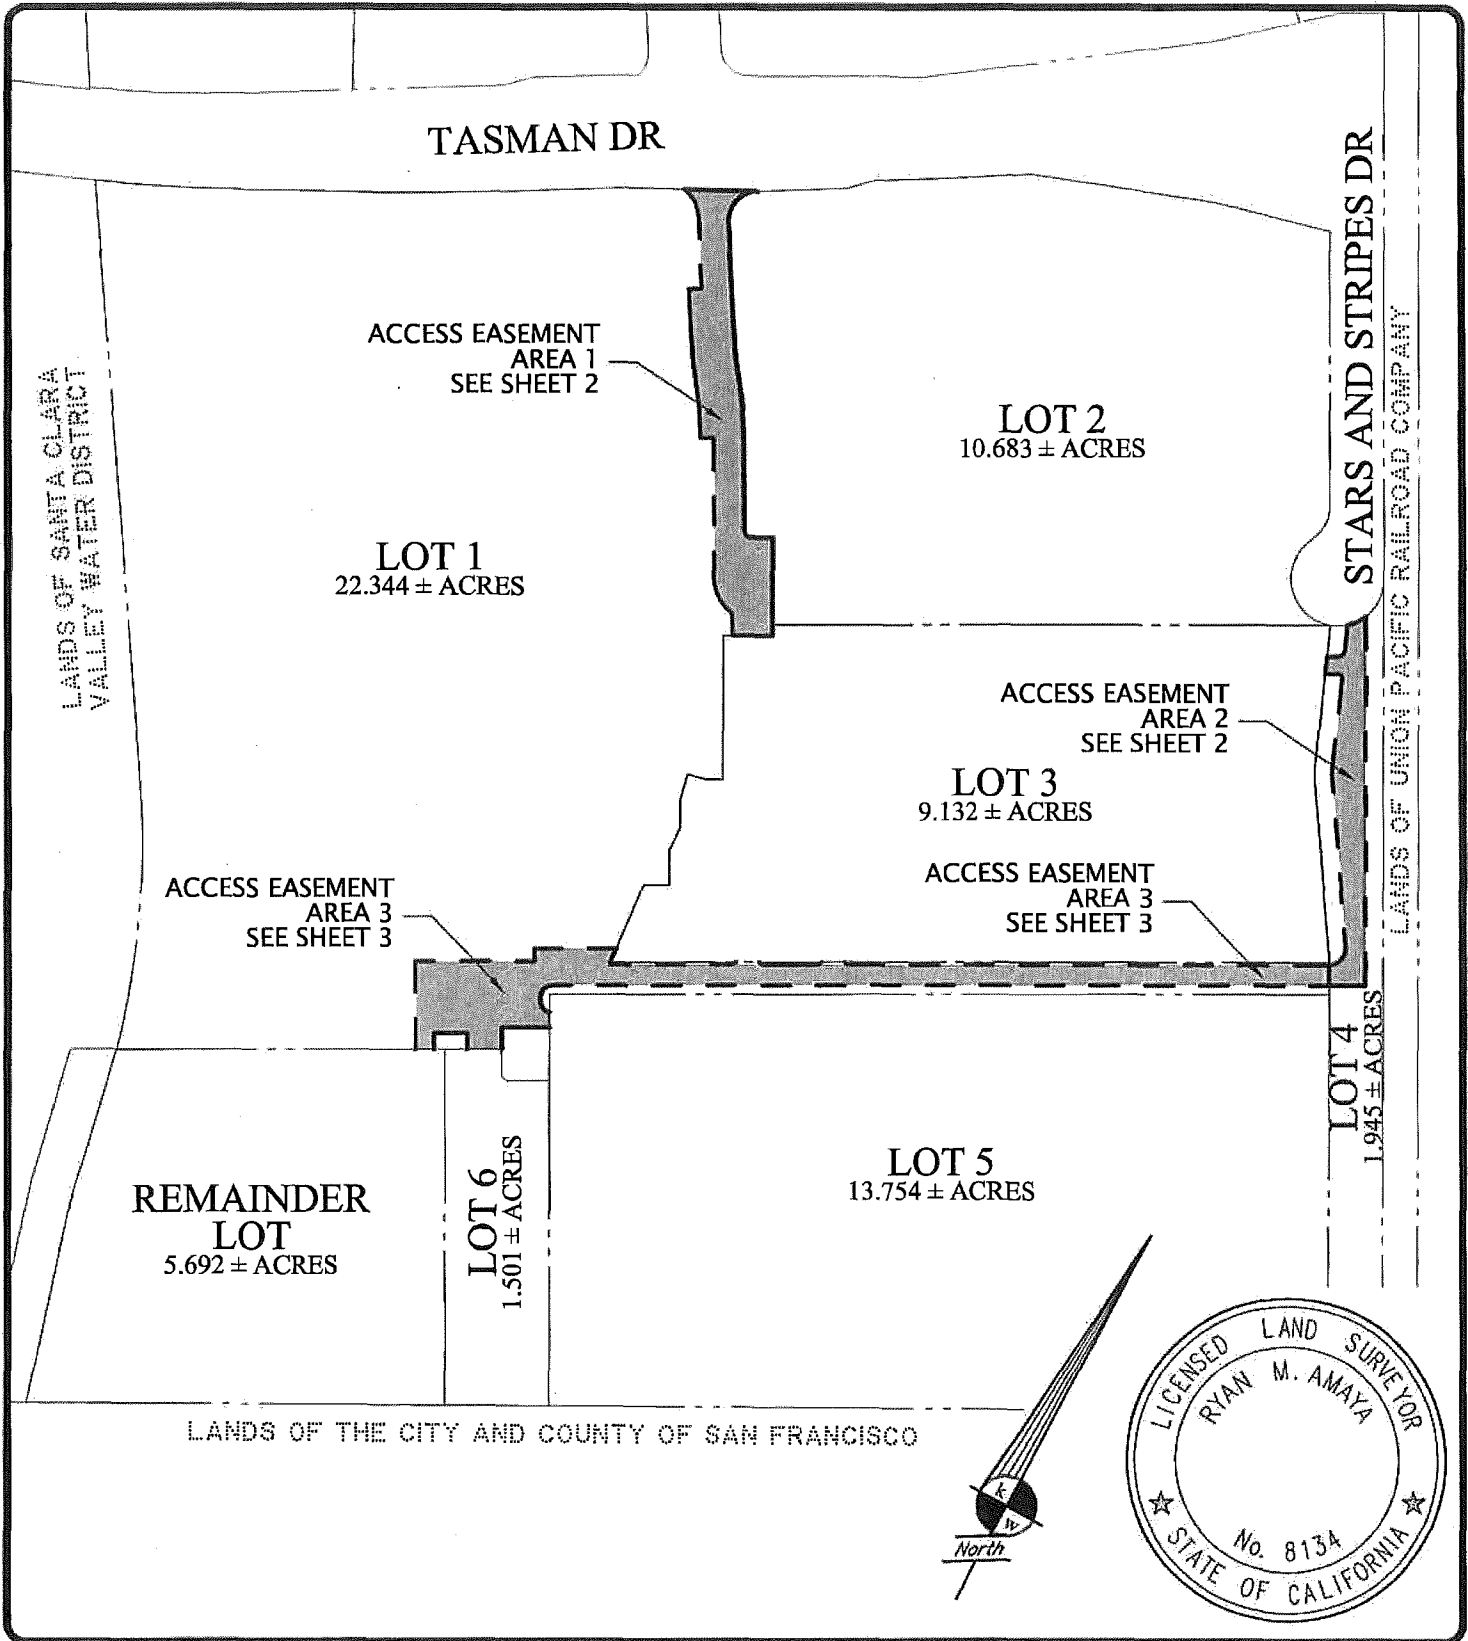 TASMAN DR
STARS AND STRIPES DR
ACCESS EASEMENT
AREA 1
SEE SHEET 2
LANDS OF SANTA CLARA
VALLEY WATER DISTRICT
LOT 1
22.344 ± ACRES
LOT 2
10.683 ± ACRES
LANDS OF UNION PACIFIC RAILROAD COMPANY
ACCESS EASEMENT
AREA 2
SEE SHEET 2
LOT 3
9.132 ± ACRES
ACCESS EASEMENT
AREA 3
SEE SHEET 3
ACCESS EASEMENT
AREA 3
SEE SHEET 3
LOT 4
1.945 ± ACRES
REMAINDER
LOT
5.692 ± ACRES
LOT 6
1.501 ± ACRES
LOT 5
13.754 ± ACRES
LANDS OF THE CITY AND COUNTY OF SAN FRANCISCO
k
w
North
LICENSED LAND SURVEYOR
RYAN M. AMAYA
No. 8134
STATE OF CALIFORNIA